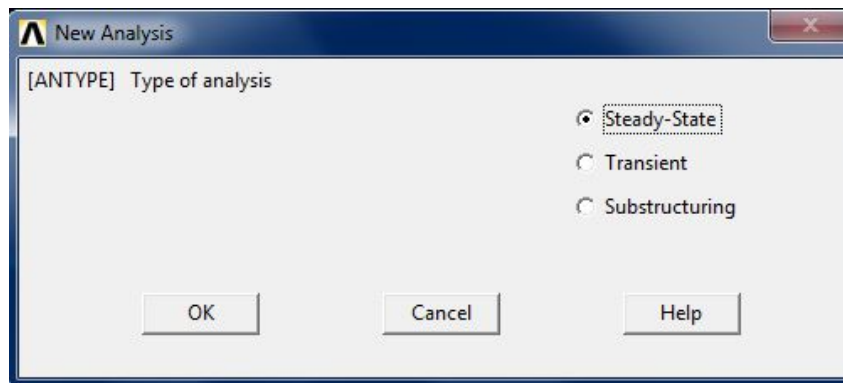 New Analysis
[ANTYPE] Type of analysis
Steady-State
Transient
Substructuring
OK Cancel Help